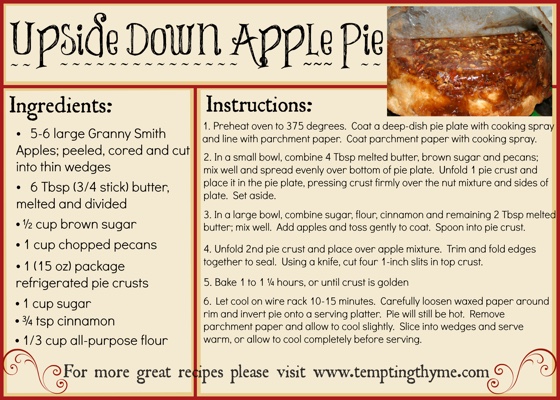 Upside Down Apple Pie
Ingredients:
• 5-6 large Granny Smith
Apples; peeled, cored and cut
into thin wedges
• 6 Tbsp (3/4 stick) butter,
melted and divided
• ½ cup brown sugar
• 1 cup chopped pecans
• 1 (15 oz) package
refrigerated pie crusts
• 1 cup sugar
• ¾ tsp cinnamon
• 1/3 cup all-purpose flour
Instructions:
1. Preheat oven to 375 degrees. Coat a deep-dish pie plate with cooking spray
and line with parchment paper. Coat parchment paper with cooking spray.
2. In a small bowl, combine 4 Tbsp melted butter, brown sugar and pecans;
mix well and spread evenly over bottom of pie plate. Unfold 1 pie crust and
place it in the pie plate, pressing crust firmly over the nut mixture and sides of
plate. Set aside.
3. In a large bowl, combine sugar, flour, cinnamon and remaining 2 Tbsp melted
butter; mix well. Add apples and toss gently to coat. Spoon into pie crust.
4. Unfold 2nd pie crust and place over apple mixture. Trim and fold edges
together to seal. Using a knife, cut four 1-inch slits in top crust.
5. Bake 1 to 1 ¼ hours, or until crust is golden
6. Let cool on wire rack 10-15 minutes. Carefully loosen waxed paper around
rim and invert pie onto a serving platter. Pie will still be hot. Remove
parchment paper and allow to cool slightly. Slice into wedges and serve
warm, or allow to cool completely before serving.
For more great recipes please visit www.temptingthyme.com